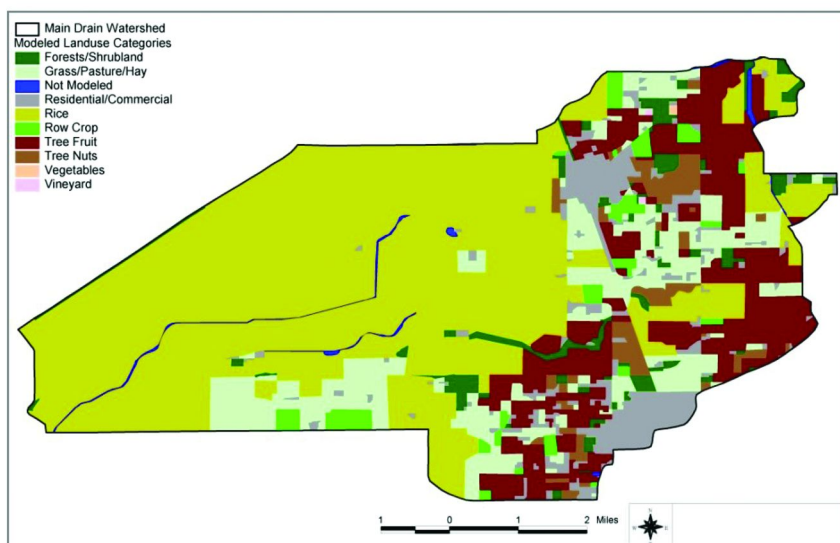 Main Drain Watershed
Modeled Landuse Categories
Forests/Shrubland
Grass/Pasture/Hay
Not Modeled
Residential/Commercial
Rice
Row Crop
Tree Fruit
Tree Nuts
Vegetables
Vineyard
1 0 1 2 Miles